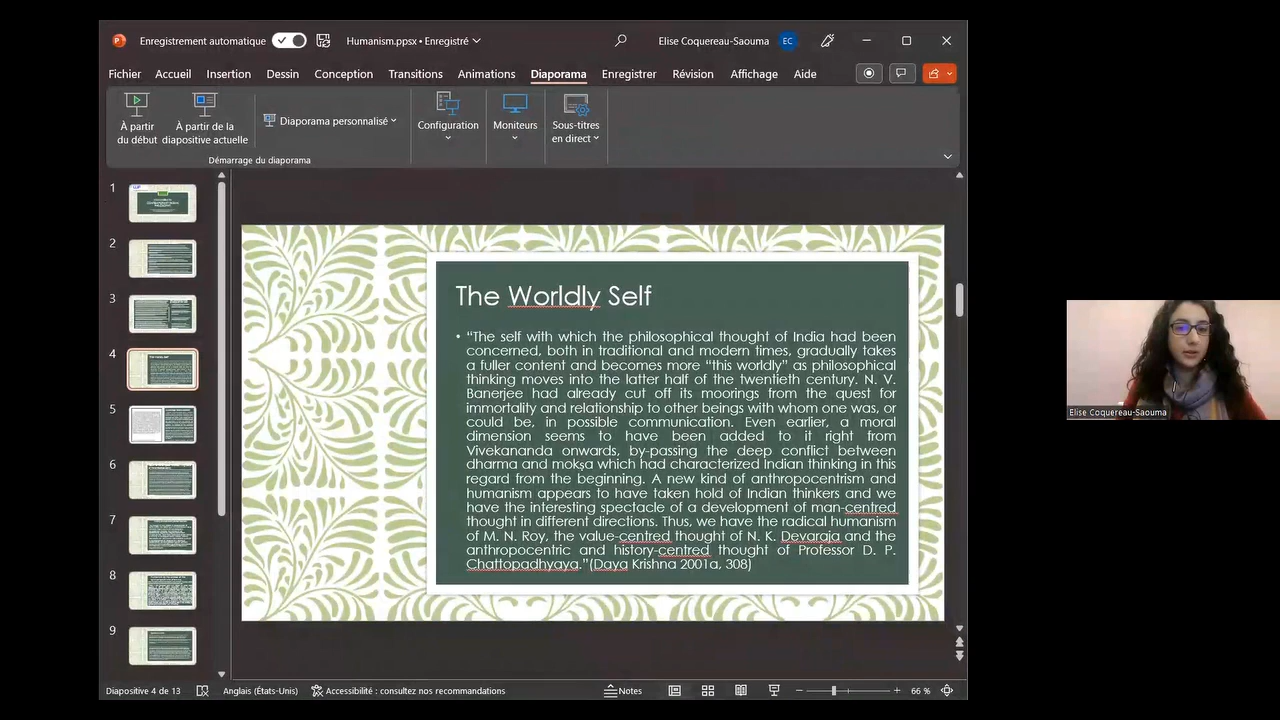 Enregistrement automatique
Humanism.ppsx • Enregistré
Elise Coquereau-Saouma
EC
Fichier Accueil Insertion Dessin Conception Transitions Animations Diaporama Enregistrer Révision Affichage Aide
À partir du début
À partir de la diapositive actuelle
Diaporama personnalisé
Configuration
Moniteurs
Sous-titres en direct
Démarrage du diaporama
1
2
3
4
5
6
7
8
9
The Worldly Self
• “The self with which the philosophical thought of India had been
concerned, both in traditional and modern times, gradually takes
a fuller content and becomes more “this worldly” as philosophical
thinking moves into the latter half of the twentieth century. N. V.
Banerjee had already cut off its moorings from the quest for
immortality and relationship to other beings with whom one was, or
could be, in possible communication. Even earlier, a moral
dimension seems to have been added to it right from
Vivekananda onwards, by-passing the deep conflict between
dharma and mokṣa which had characterized Indian thinking in this
regard from the beginning. A new kind of anthropocentrism and
humanism appears to have taken hold of Indian thinkers and we
have the interesting spectacle of a development of man-centred
thought in different directions. Thus, we have the radical humanism
of M. N. Roy, the value-centred thought of N. K. Devaraja and the
anthropocentric and history-centred thought of Professor D. P.
Chattopadhyaya.”(Daya Krishna 2001a, 308)
Elise Coquereau-Saouma
Diapositive 4 de 13
Anglais (États-Unis)
Accessibilité : consultez nos recommandations
Notes
66 %